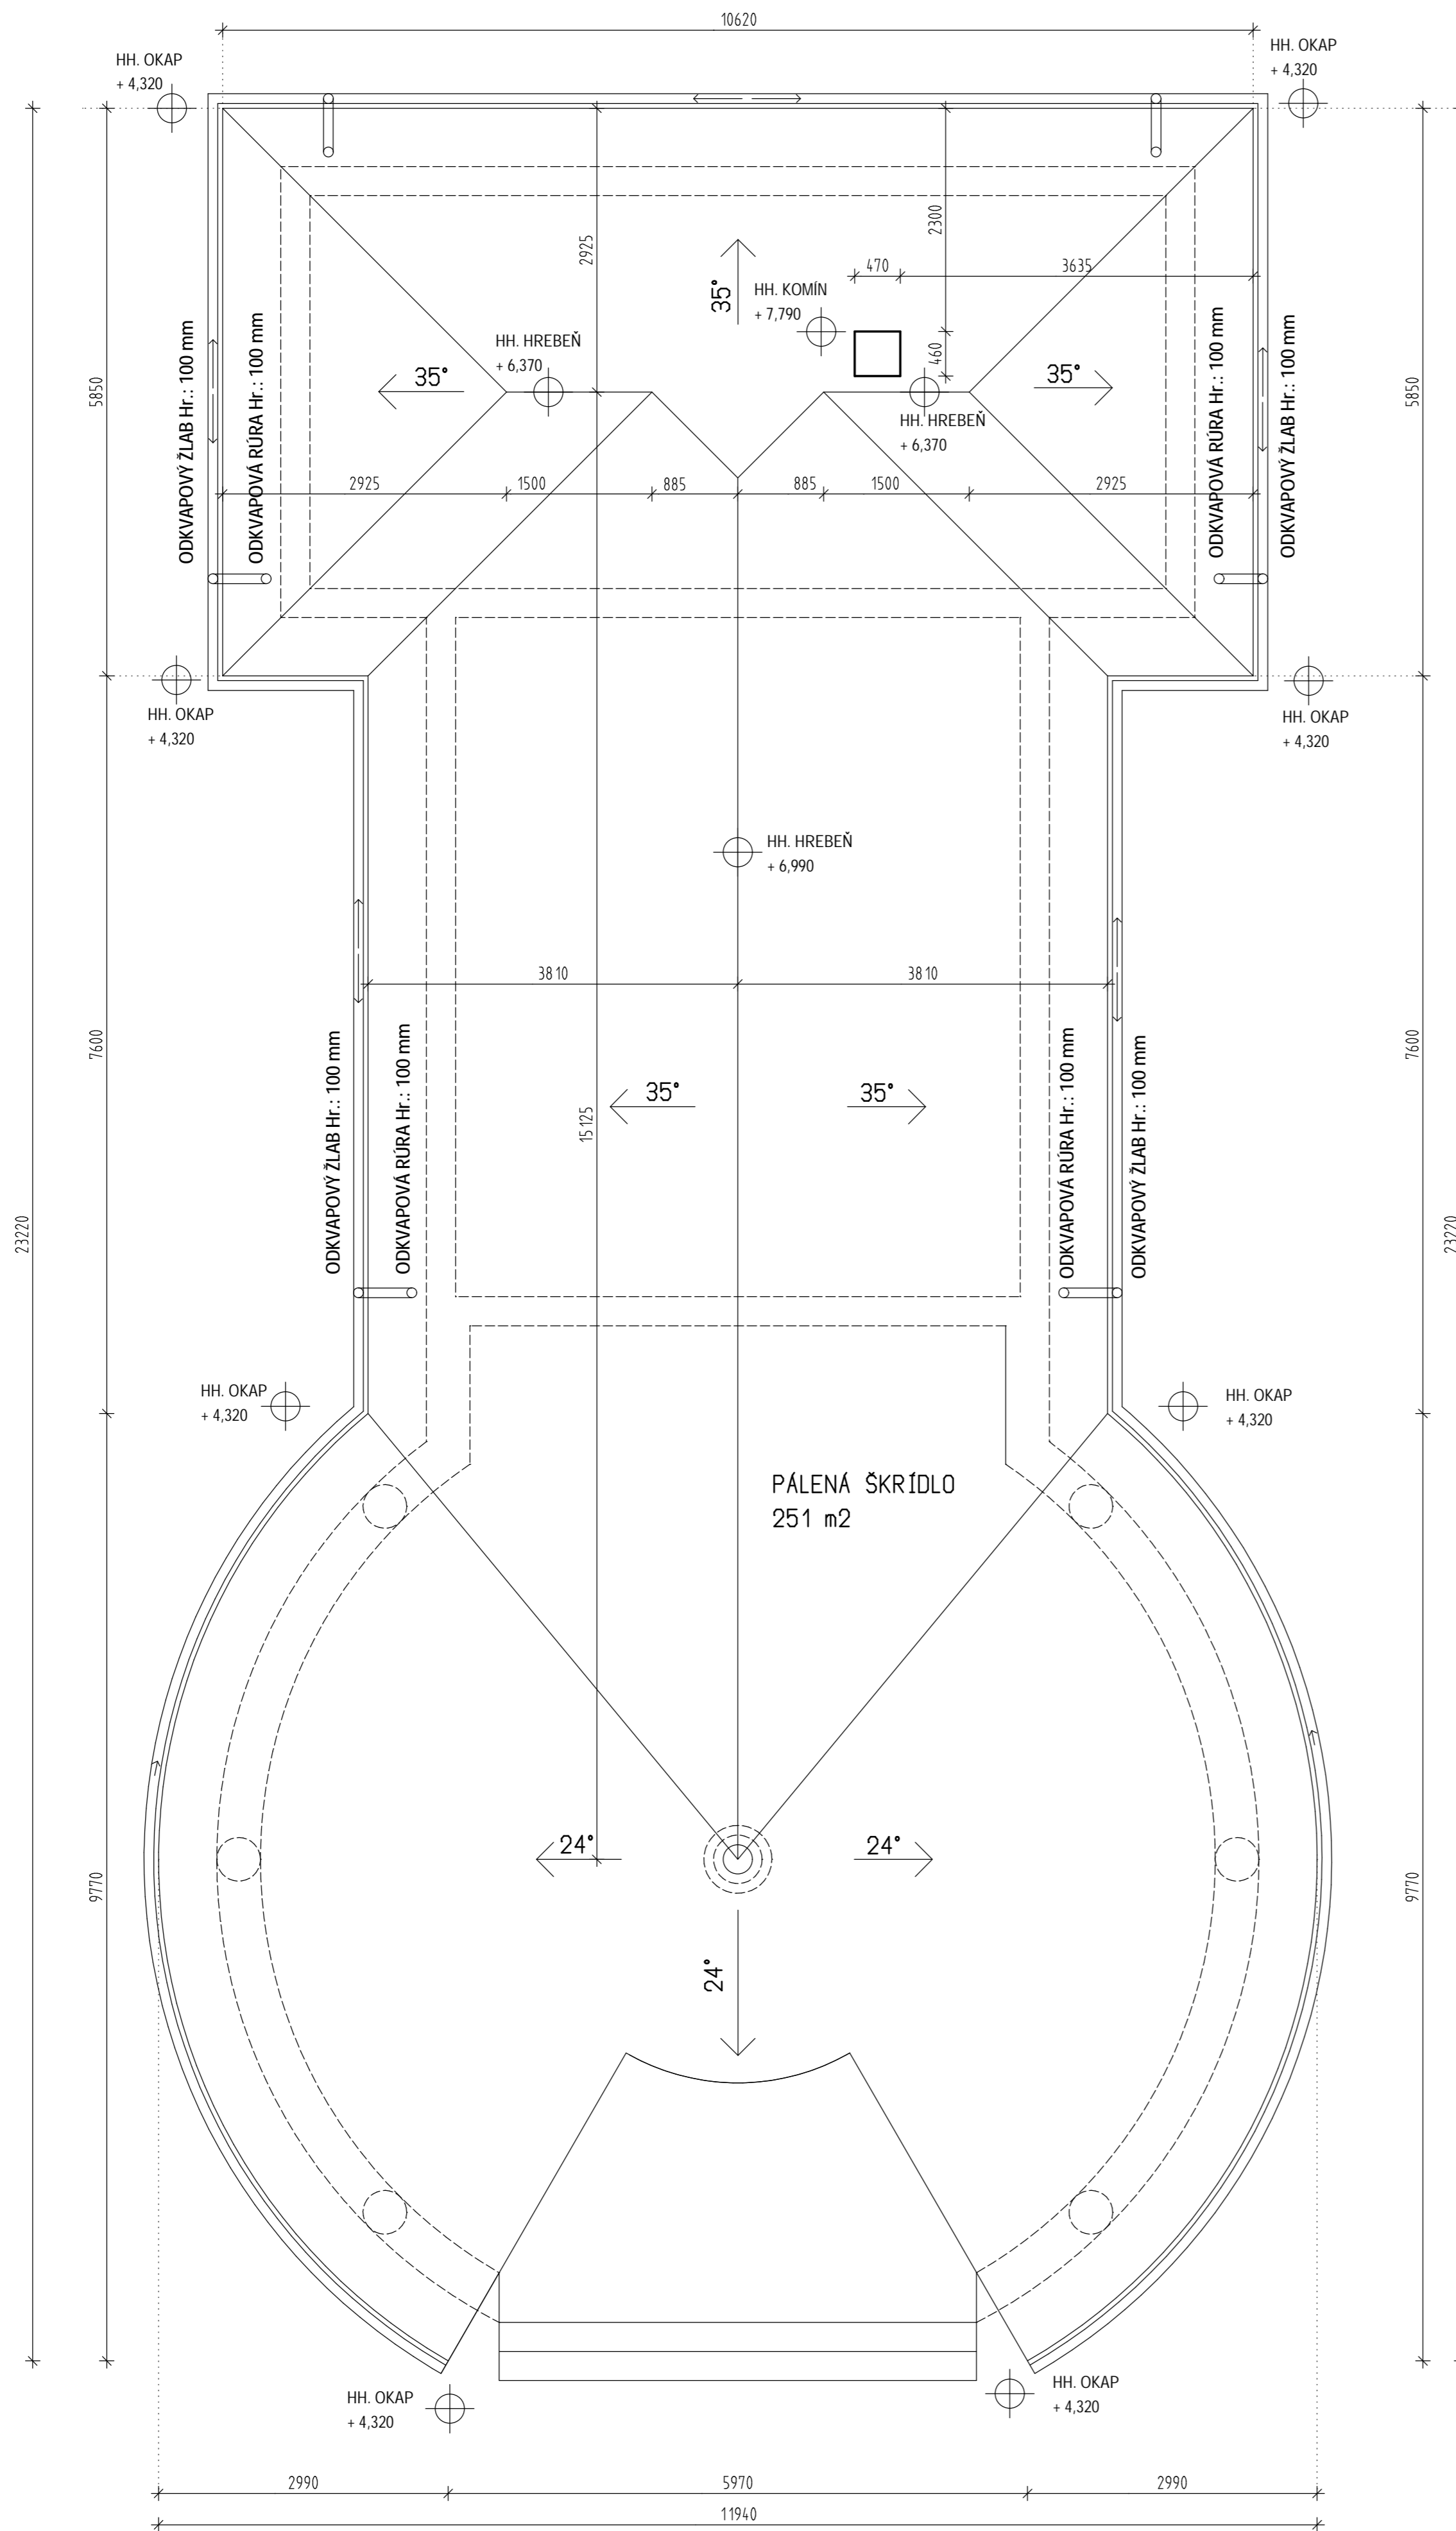 10620
HH. OKAP
+ 4,320
HH. OKAP
+ 4,320
2925
2300
470
3635
35°
HH. KOMÍN
+ 7,790
460
HH. HREBEŇ
+ 6,370
35°
35°
HH. HREBEŇ
+ 6,370
ODKVAPOVÝ ŽLAB Hr.: 100 mm
ODKVAPOVÁ RÚRA Hr.: 100 mm
ODKVAPOVÁ RÚRA Hr.: 100 mm
ODKVAPOVÝ ŽLAB Hr.: 100 mm
5850
5850
2925
1500
885
885
1500
2925
HH. OKAP
+ 4,320
HH. OKAP
+ 4,320
HH. HREBEŇ
+ 6,990
3810
3810
7600
7600
ODKVAPOVÝ ŽLAB Hr.: 100 mm
ODKVAPOVÁ RÚRA Hr.: 100 mm
ODKVAPOVÁ RÚRA Hr.: 100 mm
ODKVAPOVÝ ŽLAB Hr.: 100 mm
35°
35°
15125
23220
23220
HH. OKAP
+ 4,320
HH. OKAP
+ 4,320
PÁLENÁ ŠKRÍDLO
251 m2
24°
24°
24°
9770
9770
HH. OKAP
+ 4,320
HH. OKAP
+ 4,320
2990
5970
2990
11940